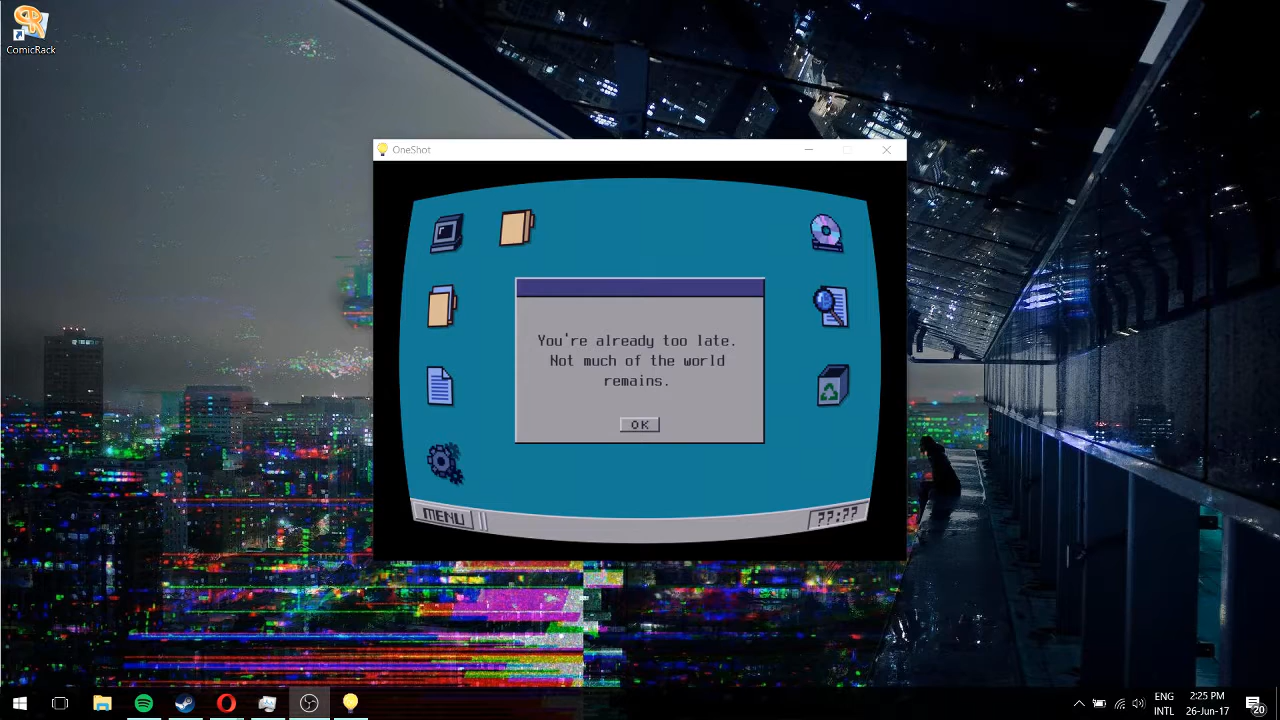 ComicRack
OneShot
You're already too late.
Not much of the world
remains.
OK
MENU
??:??
ENG
INTL
2:25 PM
26-Jun-17
20